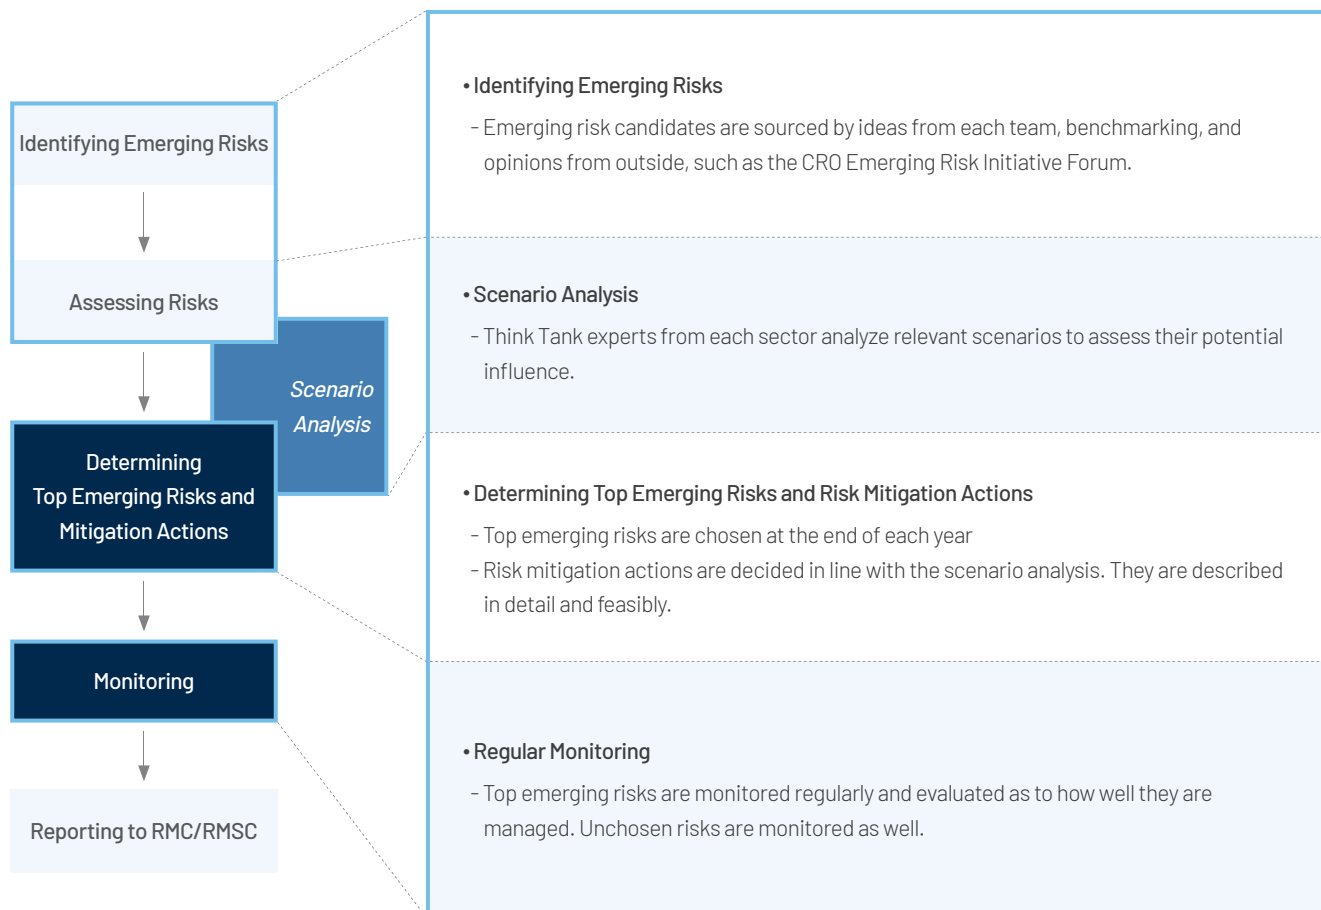 Identifying Emerging Risks
Assessing Risks
Scenario
Analysis
Determining
Top Emerging Risks and
Mitigation Actions
Monitoring
Reporting to RMC/RMSC
• Identifying Emerging Risks
- Emerging risk candidates are sourced by ideas from each team, benchmarking, and
opinions from outside, such as the CRO Emerging Risk Initiative Forum.
• Scenario Analysis
- Think Tank experts from each sector analyze relevant scenarios to assess their potential
influence.
• Determining Top Emerging Risks and Risk Mitigation Actions
- Top emerging risks are chosen at the end of each year
- Risk mitigation actions are decided in line with the scenario analysis. They are described
in detail and feasibly.
• Regular Monitoring
- Top emerging risks are monitored regularly and evaluated as to how well they are
managed. Unchosen risks are monitored as well.